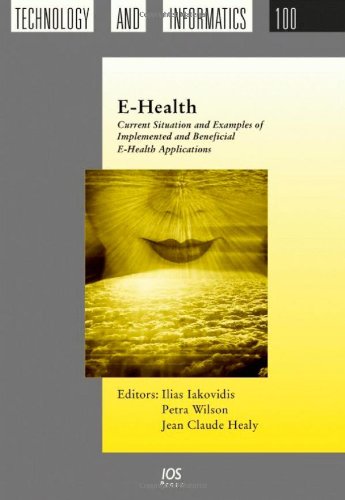 TECHNOLOGY AND INFORMATICS 100
E-Health
Current Situation and Examples of
Implemented and Beneficial
E-Health Applications
Editors: Ilias Iakovidis
Petra Wilson
Jean Claude Healy
IOS
Press